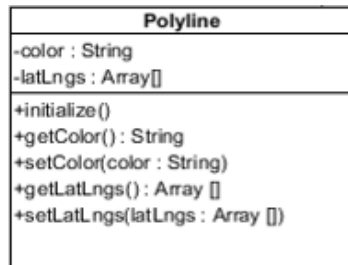 Polyline
-color : String
-latLngs : Array[]
+initialize()
+getColor() : String
+setColor(color : String)
+getLatLngs() : Array []
+setLatLngs(latLngs : Array [])